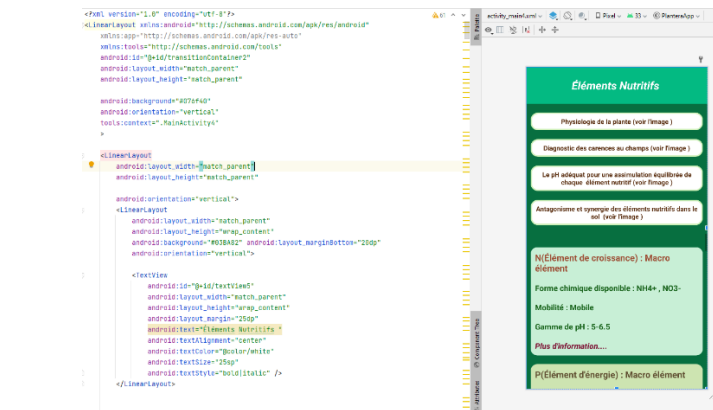 <?xml version="1.0" encoding="utf-8"?>
<LinearLayout xmlns:android="http://schemas.android.com/apk/res/android"
xmlns:app="http://schemas.android.com/apk/res-auto"
xmlns:tools="http://schemas.android.com/tools"
android:id="@+id/transitionContainer2"
android:layout_width="match_parent"
android:layout_height="match_parent"
android:background="#076f40"
android:orientation="vertical"
tools:context=".MainActivity4"
>
<LinearLayout
android:layout_width="match_parent"
android:layout_height="match_parent"
android:orientation="vertical">
<LinearLayout
android:layout_width="match_parent"
android:layout_height="wrap_content"
android:background="#03BA82" android:layout_marginBottom="20dp"
android:orientation="vertical">
<TextView
android:id="@+id/textView5"
android:layout_width="match_parent"
android:layout_height="wrap_content"
android:layout_margin="25dp"
android:text="Éléments Nutritifs "
android:textAlignment="center"
android:textColor="@color/white"
android:textSize="25sp"
android:textStyle="bold|italic" />
</LinearLayout>
61
Palette
Component Tree
Attributes
activity_main4.xml
Pixel
33
PlanteraApp
Éléments Nutritifs
Physiologie de la plante (voir l'image )
Diagnostic des carences au champs (voir l'image )
Le pH adéquat pour une assimulation équilibrée de
chaque élément nutritif (voir l'image )
Antagonisme et synergie des éléments nutritifs dans le
sol (voir l'image )
N(Élément de croissance) : Macro
élément
Forme chimique disponible : NH4+ , NO3-
Mobilité : Mobile
Gamme de pH : 5-6.5
Plus d'information....
P(Élément d'énergie) : Macro élément